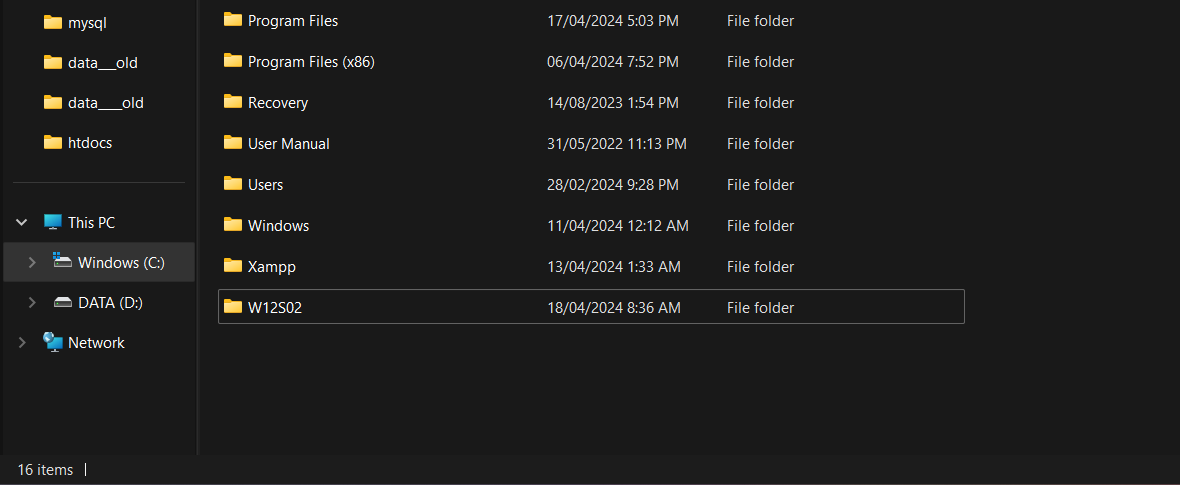 mysql
data___old
data____old
htdocs
This PC
Windows (C:)
DATA (D:)
Network
Program Files 17/04/2024 5:03 PM File folder
Program Files (x86) 06/04/2024 7:52 PM File folder
Recovery 14/08/2023 1:54 PM File folder
User Manual 31/05/2022 11:13 PM File folder
Users 28/02/2024 9:28 PM File folder
Windows 11/04/2024 12:12 AM File folder
Xampp 13/04/2024 1:33 AM File folder
W12S02 18/04/2024 8:36 AM File folder
16 items